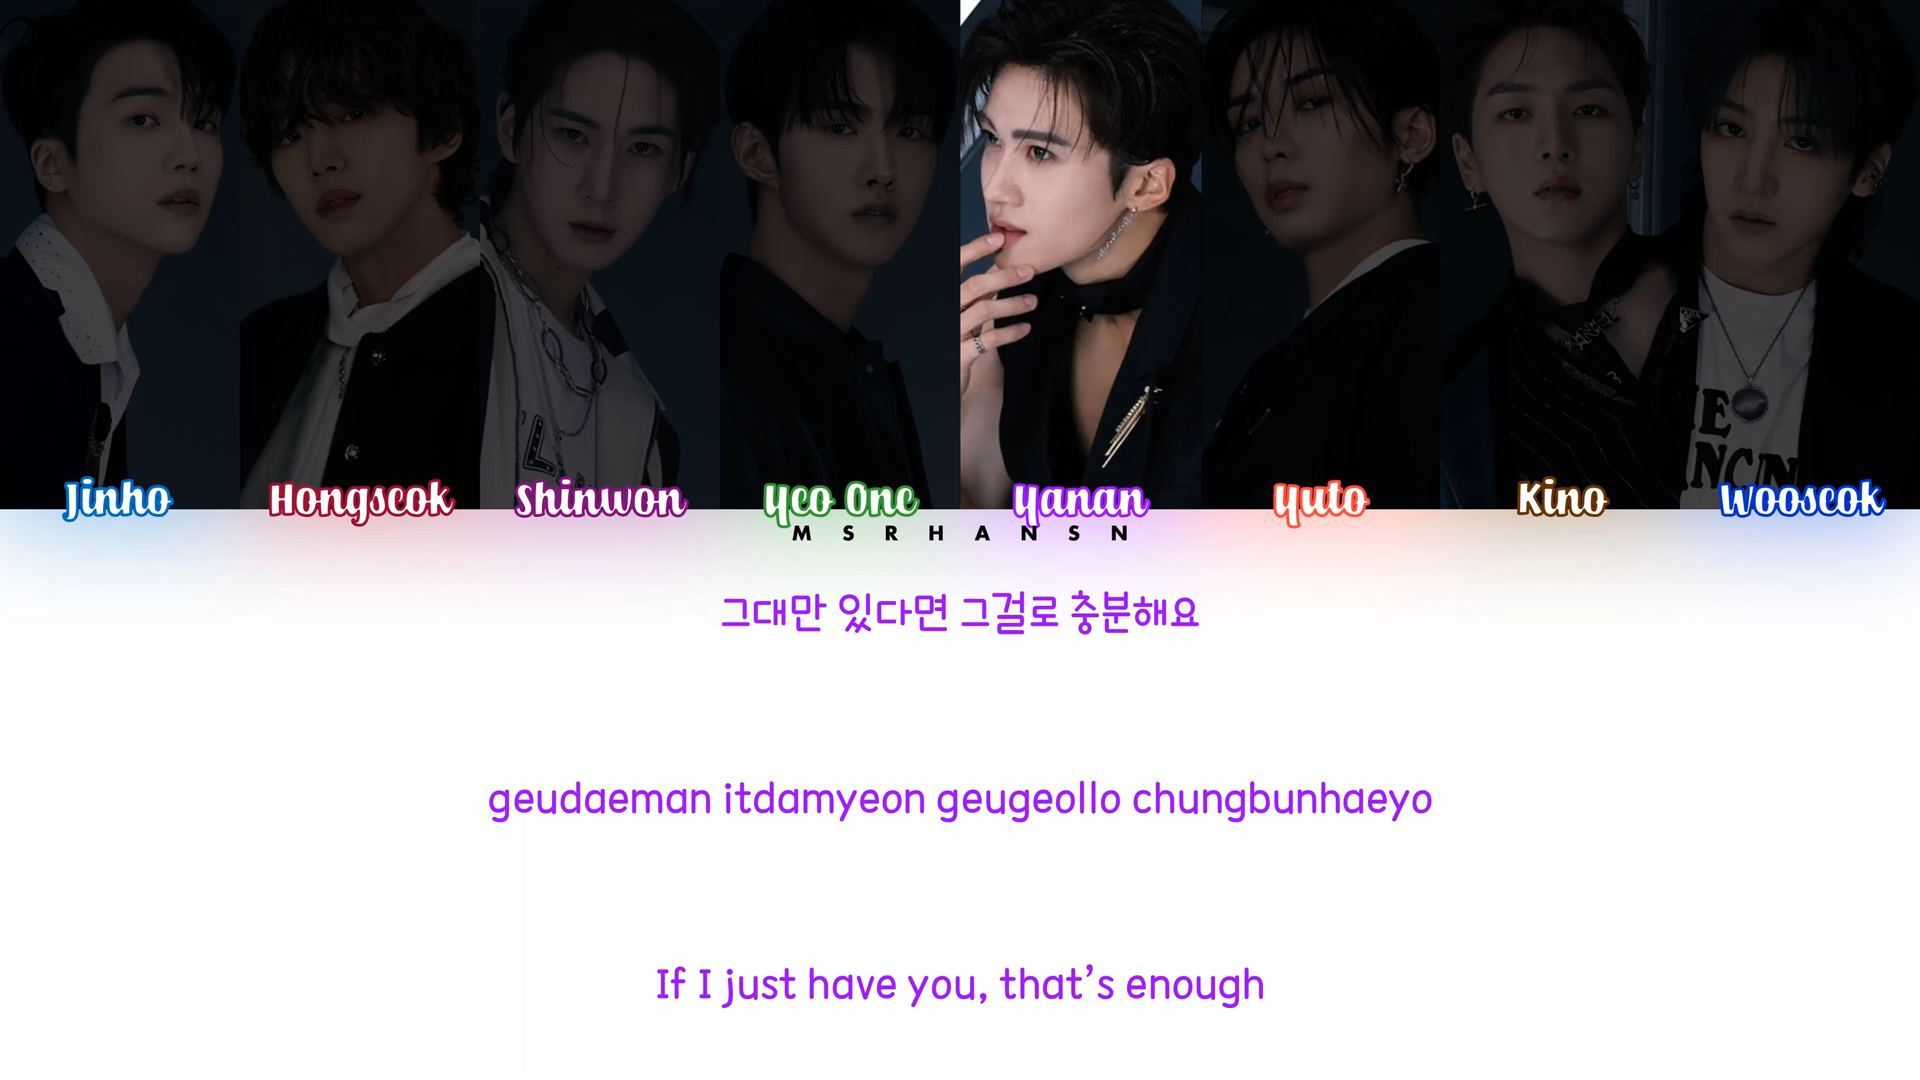 Jinho Hongseok Shinwon Yeo One Yanan Yuto Kino Wooseok
MSRHANSN
그대만 있다면 그걸로 충분해요
geudaeman itdamyeon geugeollo chungbunhaeyo
If I just have you, that’s enough